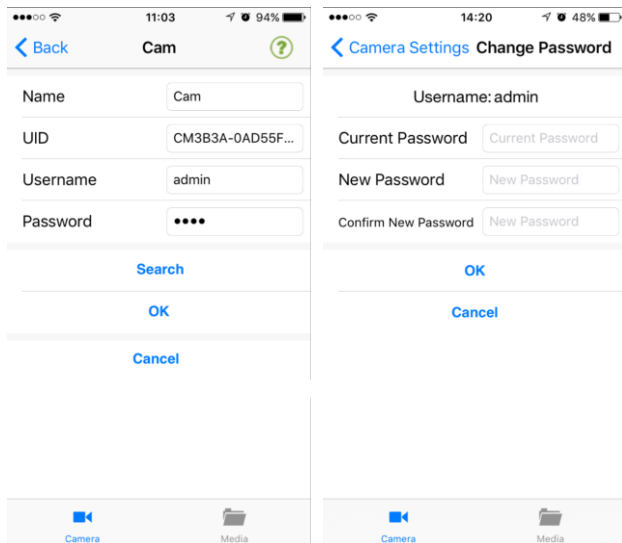 11:03
94%
Back
Cam
?
Name
Cam
UID
CM3B3A-0AD55F...
Username
admin
Password
••••
Search
OK
Cancel
Camera
Media
14:20
48%
Camera Settings
Change Password
Username: admin
Current Password
Current Password
New Password
New Password
Confirm New Password
New Password
OK
Cancel
Camera
Media